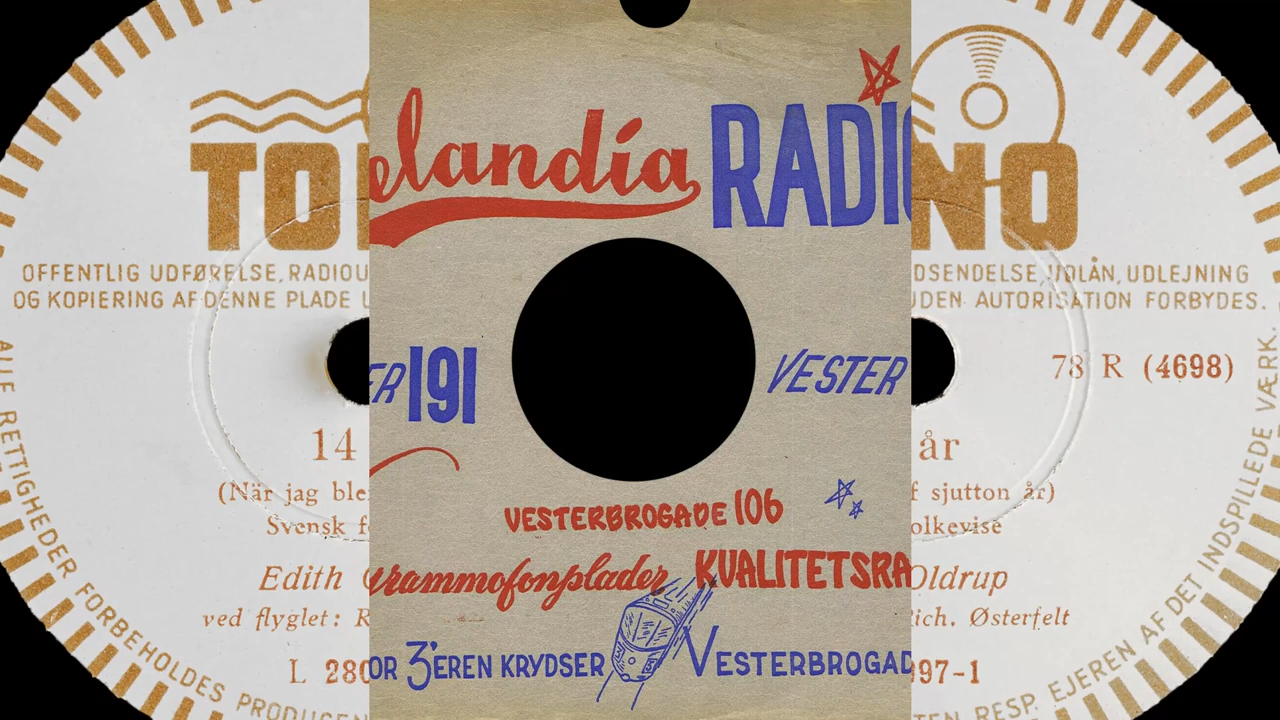 elandia RADIO
TO
NO
OFFENTLIG UDFØRELSE, RADIOU
DSENDELSE, UDLÅN, UDLEJNING
OG KOPIERING AF DENNE PLADE U
UDEN AUTORISATION FORBYDES.
ER 191
VESTER
78 R (4698)
14
år
(När jag ble
f sjutton år)
Svensk f
olkevise
VESTERBROGADE 106
Edith
Oldrup
grammofonplader KVALITETSRA
ved flyglet: R
ich. Østerfelt
OR 3'EREN KRYDSER VESTERBROGAD
L 280
97-1
ALLE RETTIGHEDER FORBEHOLDES PRODUCEN
TEN RESP. EJEREN AF DET INDSPILLEDE VÆRK.